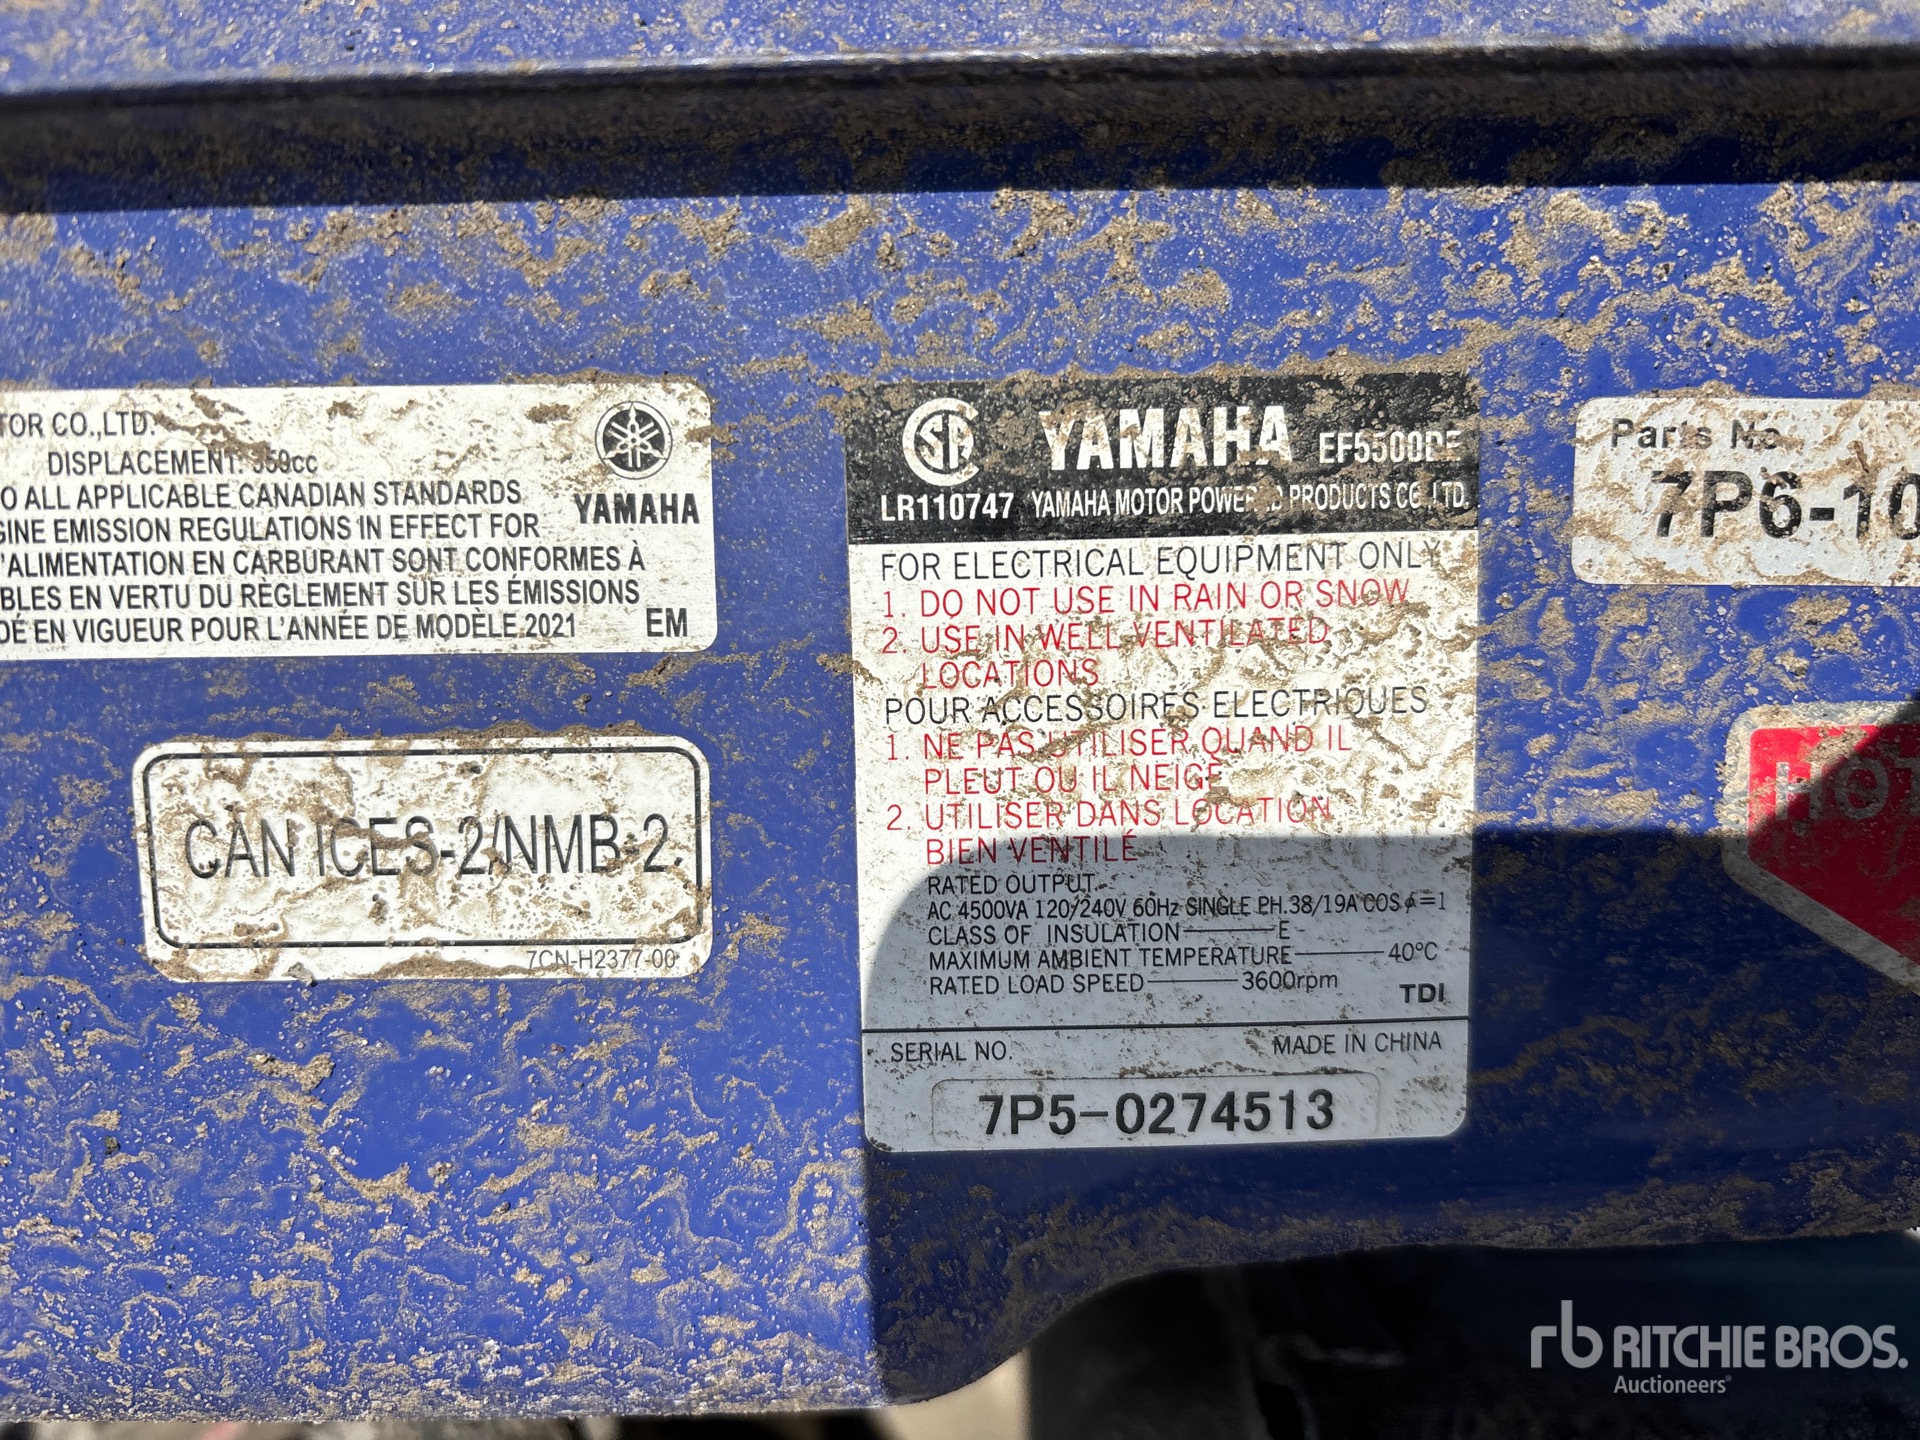 TOR CO.,LTD.
DISPLACEMENT: 359cc
O ALL APPLICABLE CANADIAN STANDARDS
GINE EMISSION REGULATIONS IN EFFECT FOR
'ALIMENTATION EN CARBURANT SONT CONFORMES À
BLES EN VERTU DU RÈGLEMENT SUR LES ÉMISSIONS
DÉ EN VIGUEUR POUR L'ANNÉE DE MODÈLE 2021
YAMAHA
EM
CAN ICES-2/NMB-2
7CN-H2377-00
YAMAHA EF5500DE
LR110747 YAMAHA MOTOR POWERED PRODUCTS CO.,LTD.
FOR ELECTRICAL EQUIPMENT ONLY
1. DO NOT USE IN RAIN OR SNOW
2. USE IN WELL VENTILATED
LOCATIONS
POUR ACCESSOIRES ELECTRIQUES
1. NE PAS UTILISER QUAND IL
PLEUT OU IL NEIGE
2. UTILISER DANS LOCATION
BIEN VENTILÉ
RATED OUTPUT
AC 4500VA 120/240V 60Hz SINGLE PH.38/19A COS ϕ=1
CLASS OF INSULATION E
MAXIMUM AMBIENT TEMPERATURE 40°C
RATED LOAD SPEED 3600rpm
TDI
SERIAL NO. MADE IN CHINA
7P5-0274513
Parts No.
7P6-10
HOT
rb RITCHIE BROS.
Auctioneers